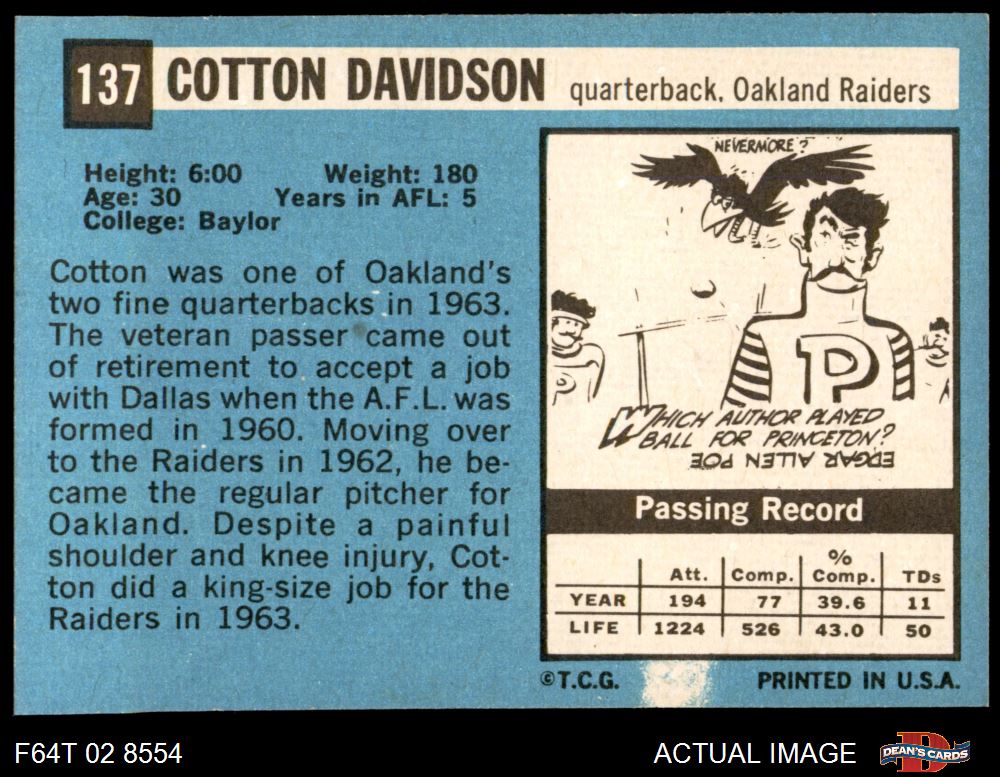 137 COTTON DAVIDSON quarterback, Oakland Raiders
Height: 6:00 Weight: 180
Age: 30 Years in AFL: 5
College: Baylor
Cotton was one of Oakland's
two fine quarterbacks in 1963.
The veteran passer came out
of retirement to accept a job
with Dallas when the A.F.L. was
formed in 1960. Moving over
to the Raiders in 1962, he be-
came the regular pitcher for
Oakland. Despite a painful
shoulder and knee injury, Cot-
ton did a king-size job for the
Raiders in 1963.
NEVERMORE?
P
WHICH AUTHOR PLAYED
BALL FOR PRINCETON?
EDGAR ALLEN POE
Passing Record
Att. Comp. % Comp. TDs
YEAR 194 77 39.6 11
LIFE 1224 526 43.0 50
©T.C.G. PRINTED IN U.S.A.
F64T 02 8554 ACTUAL IMAGE DEAN'S CARDS